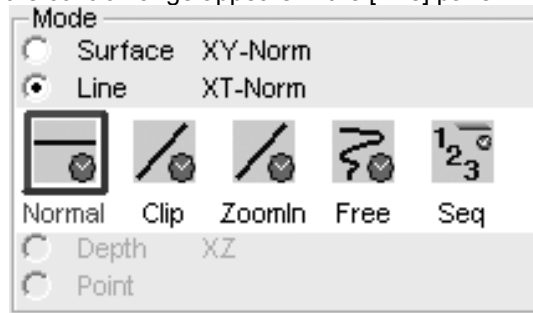 Mode
Surface XY-Norm
Line XT-Norm
1 2 3
Normal Clip ZoomIn Free Seq
Depth XZ
Point